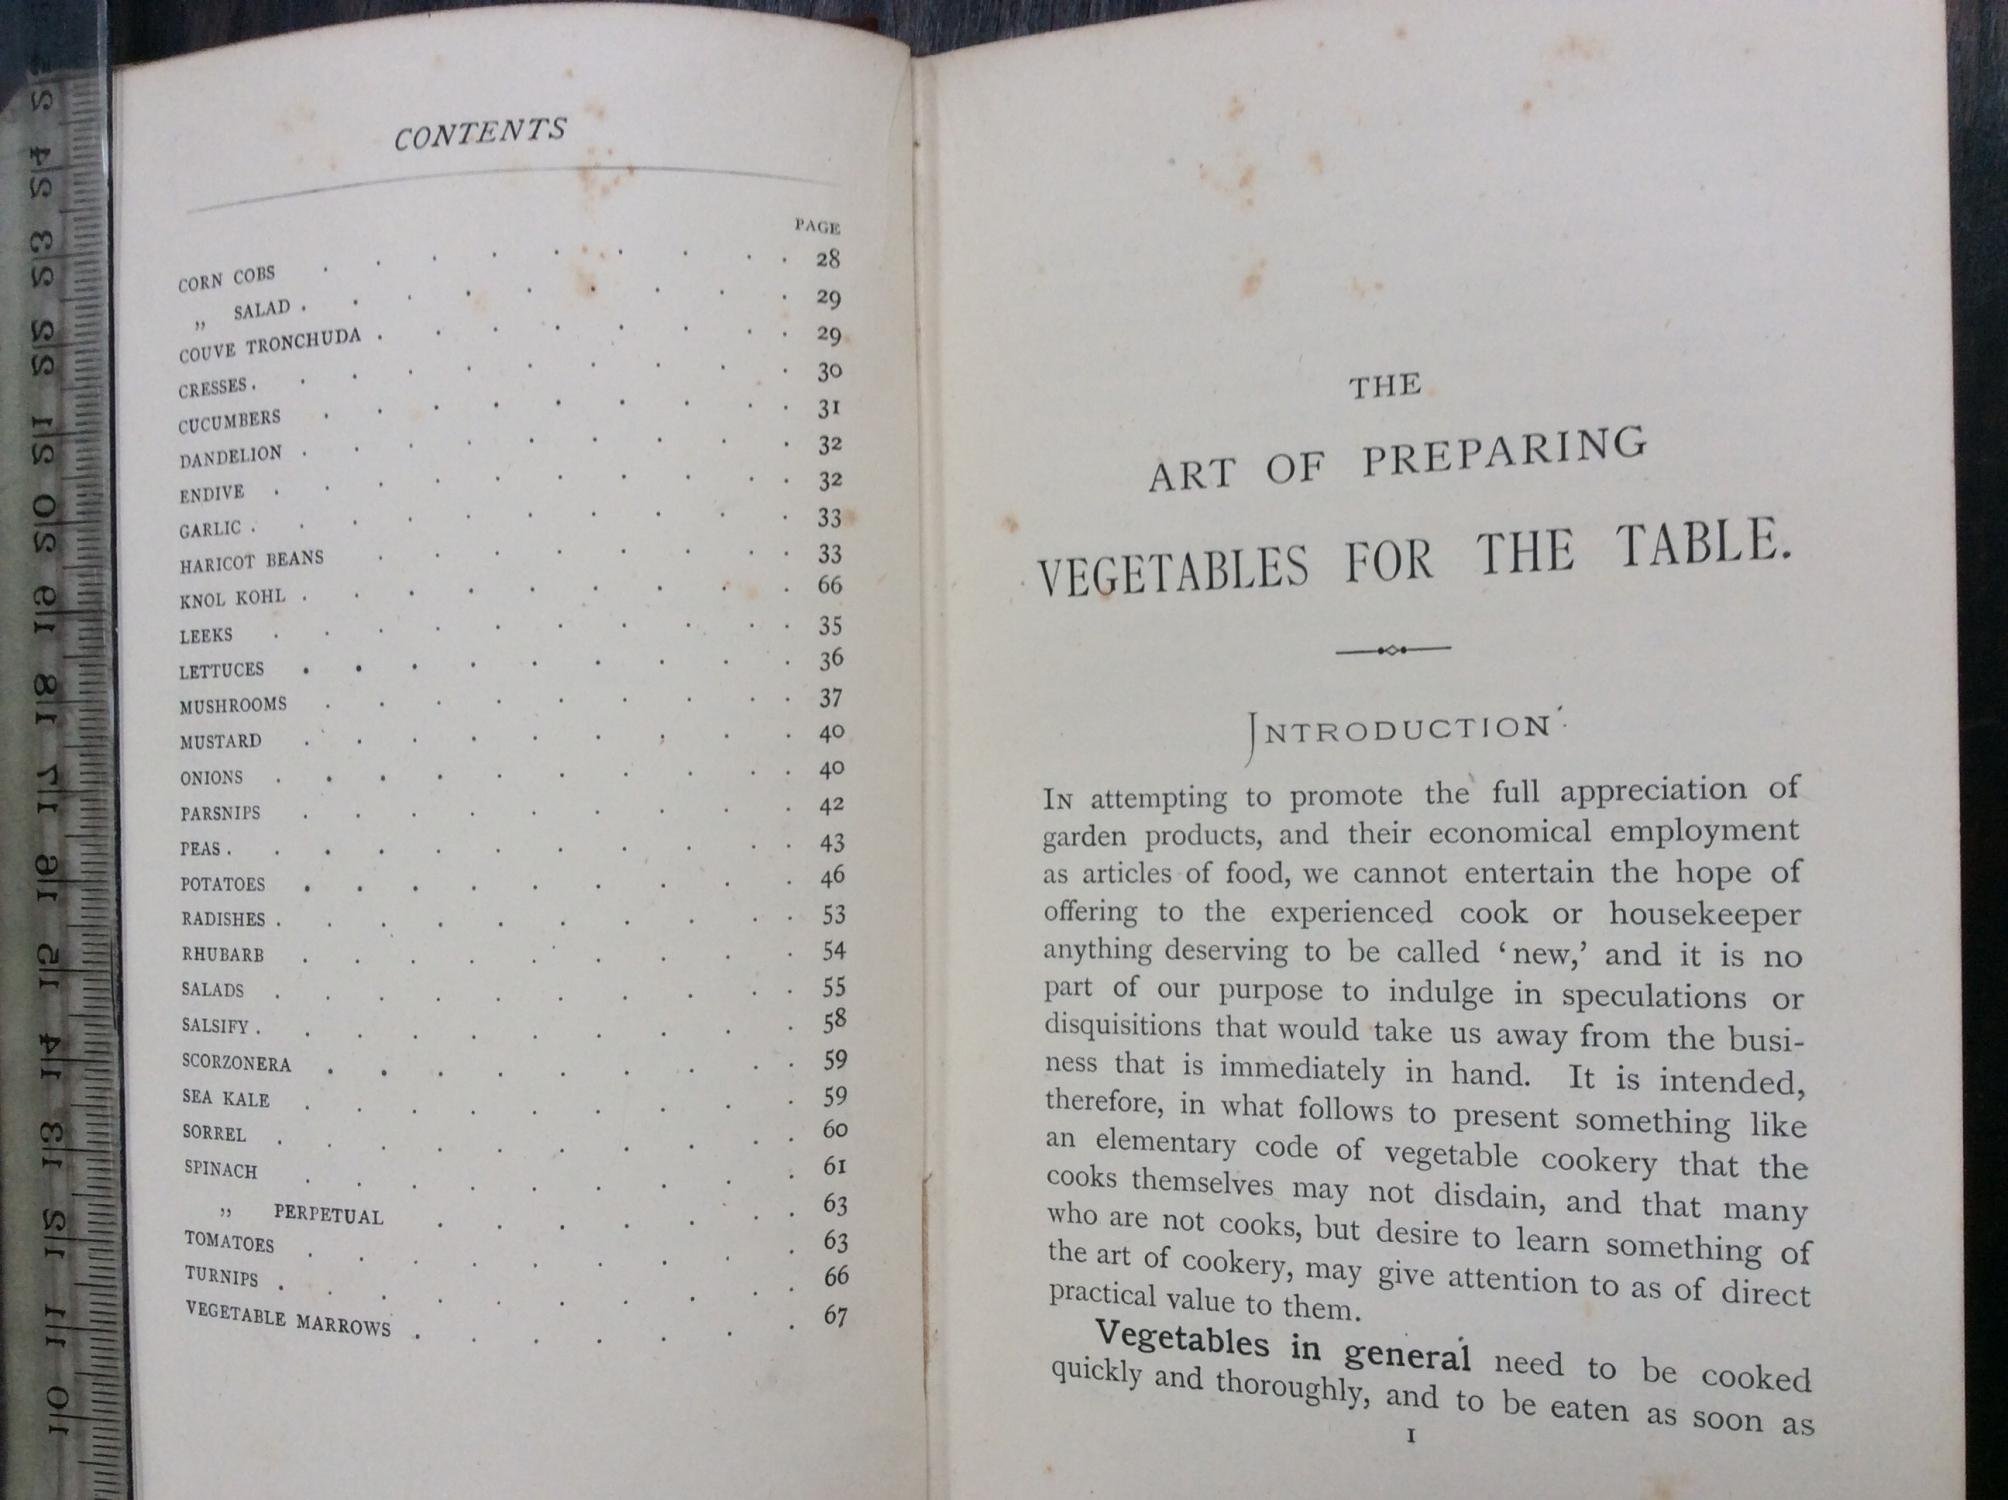 CONTENTS
PAGE
CORN COBS . . . . . . . . . 28
„ SALAD . . . . . . . . . 29
COUVE TRONCHUDA . . . . . . . . 29
CRESSES . . . . . . . . . 30
CUCUMBERS . . . . . . . . . 31
DANDELION . . . . . . . . . 32
ENDIVE . . . . . . . . . . 32
GARLIC . . . . . . . . . 33
HARICOT BEANS . . . . . . . . 33
KNOL KOHL . . . . . . . . . 66
LEEKS . . . . . . . . . . 35
LETTUCES . . . . . . . . . 36
MUSHROOMS . . . . . . . . . 37
MUSTARD . . . . . . . . . 40
ONIONS . . . . . . . . . . 40
PARSNIPS . . . . . . . . . 42
PEAS . . . . . . . . . . . 43
POTATOES . . . . . . . . . 46
RADISHES . . . . . . . . . . 53
RHUBARB . . . . . . . . . 54
SALADS . . . . . . . . . . 55
SALSIFY . . . . . . . . . . 58
SCORZONERA . . . . . . . . . 59
SEA KALE . . . . . . . . . 59
SORREL . . . . . . . . . . 60
SPINACH . . . . . . . . . 61
„ PERPETUAL . . . . . . . 63
TOMATOES . . . . . . . . . 63
TURNIPS . . . . . . . . . . 66
VEGETABLE MARROWS . . . . . . . 67
THE
ART OF PREPARING
VEGETABLES FOR THE TABLE.
INTRODUCTION.
IN attempting to promote the full appreciation of
garden products, and their economical employment
as articles of food, we cannot entertain the hope of
offering to the experienced cook or housekeeper
anything deserving to be called ‘new,’ and it is no
part of our purpose to indulge in speculations or
disquisitions that would take us away from the busi-
ness that is immediately in hand. It is intended,
therefore, in what follows to present something like
an elementary code of vegetable cookery that the
cooks themselves may not disdain, and that many
who are not cooks, but desire to learn something of
the art of cookery, may give attention to as of direct
practical value to them.
Vegetables in general need to be cooked
quickly and thoroughly, and to be eaten as soon as
I